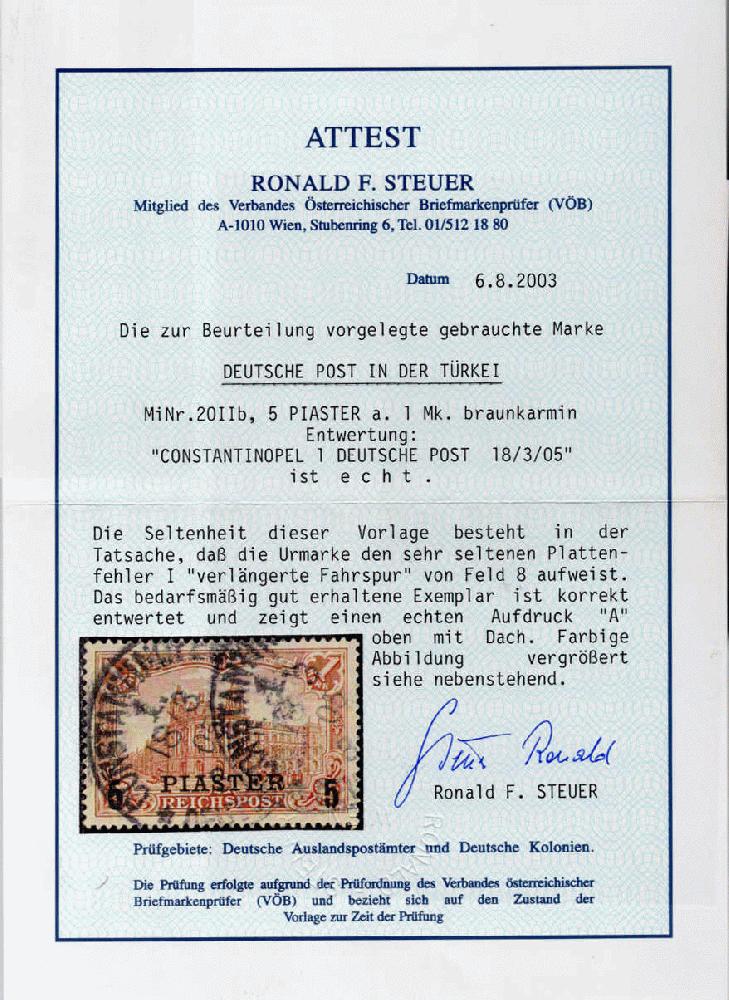 ATTEST
RONALD F. STEUER
Mitglied des Verbandes Österreichischer Briefmarkenprüfer (VÖB)
A-1010 Wien, Stubenring 6, Tel. 01/512 18 80
Datum 6.8.2003
Die zur Beurteilung vorgelegte gebrauchte Marke
DEUTSCHE POST IN DER TÜRKEI
MiNr.20IIb, 5 PIASTER a. 1 Mk. braunkarmin
Entwertung:
"CONSTANTINOPEL 1 DEUTSCHE POST 18/3/05"
ist e c h t .
Die Seltenheit dieser Vorlage besteht in der
Tatsache, daß die Urmarke den sehr seltenen Platten-
fehler I "verlängerte Fahrspur" von Feld 8 aufweist.
Das bedarfsmäßig gut erhaltene Exemplar ist korrekt
entwertet und zeigt einen echten Aufdruck "A"
oben mit Dach. Farbige
Abbildung vergrößert
siehe nebenstehend.
Steuer Ronald
Ronald F. STEUER
5 PIASTER 5
REICHSPOST
Prüfgebiete: Deutsche Auslandspostämter und Deutsche Kolonien.
Die Prüfung erfolgte aufgrund der Prüfordnung des Verbandes österreichischer
Briefmarkenprüfer (VÖB) und bezieht sich auf den Zustand der
Vorlage zur Zeit der Prüfung